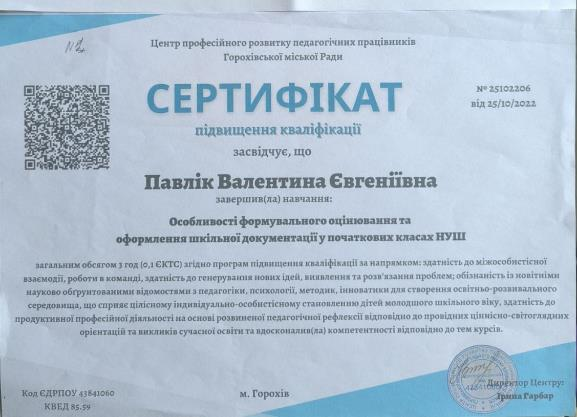 Центр професійного розвитку педагогічних працівників
Горохівської міської Ради
№ 25102206
від 25/10/2022
СЕРТИФІКАТ
підвищення кваліфікації
засвідчує, що
Павлік Валентина Євгеніївна
завершив(ла) навчання:
Особливості формувального оцінювання та
оформлення шкільної документації у початкових класах НУШ
загальним обсягом 3 год (0,1 ЄКТС) згідно програм підвищення кваліфікації за напрямком: здатність до міжособистісної
взаємодії, роботи в команді, здатність до генерування нових ідей, виявлення та розв'язання проблем; обізнаність із новітніми
науково обґрунтованими відомостями з педагогіки, психології, методик, інноватики для створення освітньо-розвивального
середовища, що сприяє цілісному індивідуально-особистісному становленню дітей молодшого шкільного віку, здатність до
продуктивної професійної діяльності на основі розвиненої педагогічної рефлексії відповідно до провідних ціннісно-світоглядних
орієнтацій та викликів сучасної освіти та вдосконалив(ла) компетентності відповідно до тем курсів.
Код ЄДРПОУ 43841060
КВЕД 85.59
м. Горохів
Директор Центру:
Ірина Гарбар